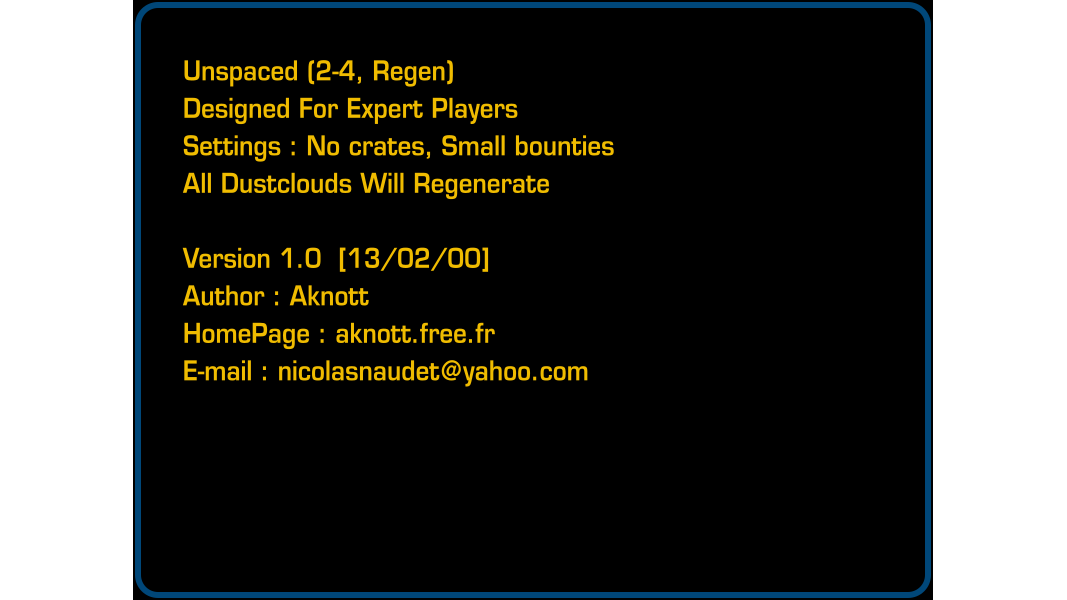 Unspaced (2-4, Regen)
Designed For Expert Players
Settings : No crates, Small bounties
All Dustclouds Will Regenerate
Version 1.0 [13/02/00]
Author : Aknott
HomePage : aknott.free.fr
E-mail : nicolasnaudet@yahoo.com